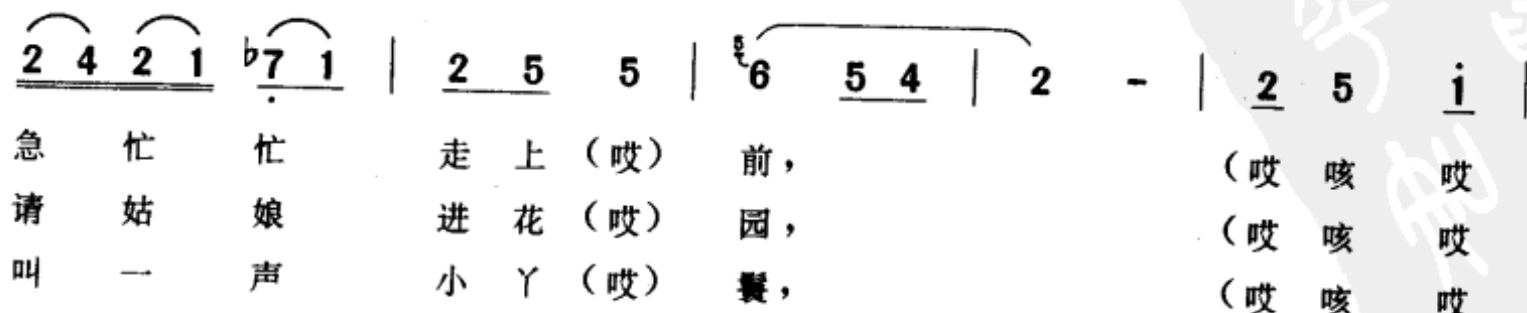 2 4 2 1 ♭7 1 | 2 5 5 | 6 5 4 | 2 - | 2 5 i |
急 忙 忙 走 上 （哎） 前， （哎 咳 哎
请 姑 娘 进 花 （哎） 园， （哎 咳 哎
叫 一 声 小 丫 （哎） 鬟， （哎 咳 哎